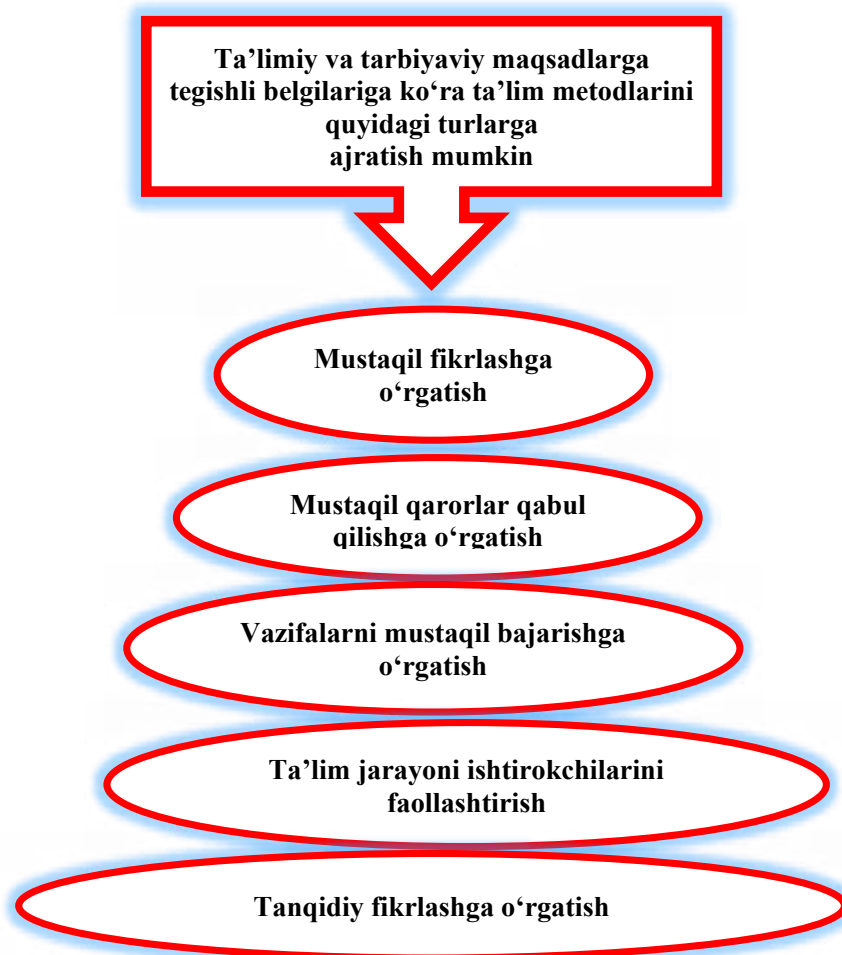 Ta’limiy va tarbiyaviy maqsadlarga
tegishli belgilariga ko‘ra ta’lim metodlarini
quyidagi turlarga
ajratish mumkin
Mustaqil fikrlashga
o‘rgatish
Mustaqil qarorlar qabul
qilishga o‘rgatish
Vazifalarni mustaqil bajarishga
o‘rgatish
Ta’lim jarayoni ishtirokchilarini
faollashtirish
Tanqidiy fikrlashga o‘rgatish